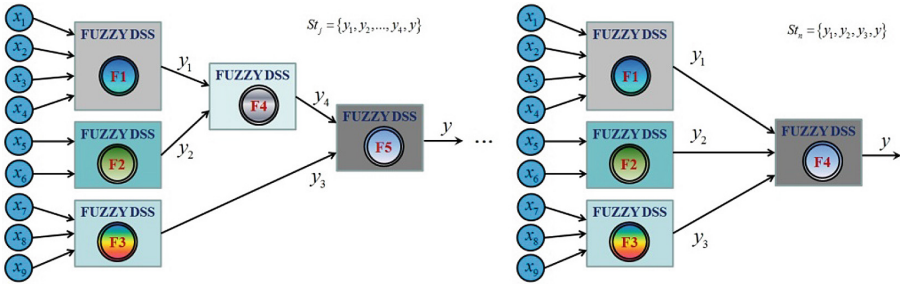 x₁
x₂
x₃
x₄
x₅
x₆
x₇
x₈
x₉
FUZZY DSS
F1
FUZZY DSS
F2
FUZZY DSS
F3
y₁
y₂
FUZZY DSS
F4
Stⱼ = {y₁, y₂, ..., y₄, y}
y₄
y₃
FUZZY DSS
F5
y
...
x₁
x₂
x₃
x₄
x₅
x₆
x₇
x₈
x₉
FUZZY DSS
F1
FUZZY DSS
F2
FUZZY DSS
F3
Stₙ = {y₁, y₂, y₃, y}
y₁
y₂
y₃
FUZZY DSS
F4
y